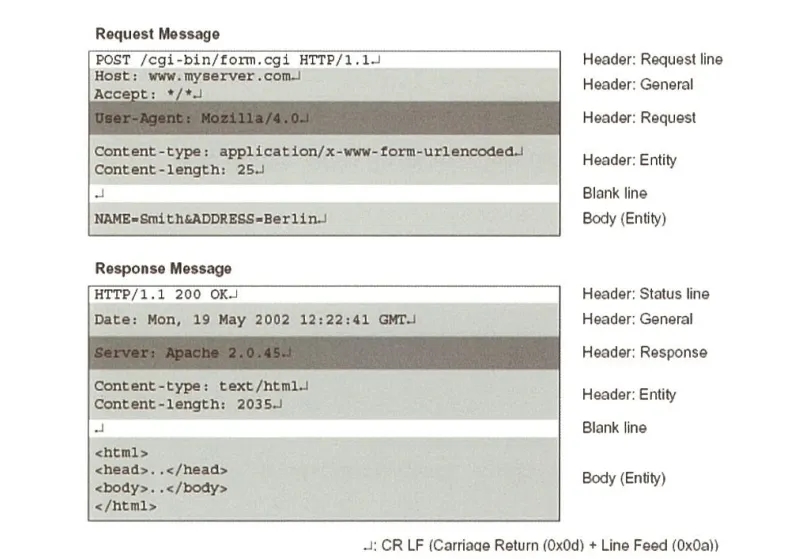 Request Message
POST /cgi-bin/form.cgi HTTP/1.1↵ Header: Request line
Host: www.myserver.com↵
Accept: */*↵ Header: General
User-Agent: Mozilla/4.0↵ Header: Request
Content-type: application/x-www-form-urlencoded↵
Content-length: 25↵ Header: Entity
↵ Blank line
NAME=Smith&ADDRESS=Berlin↵ Body (Entity)
Response Message
HTTP/1.1 200 OK↵ Header: Status line
Date: Mon, 19 May 2002 12:22:41 GMT↵ Header: General
Server: Apache 2.0.45↵ Header: Response
Content-type: text/html↵
Content-length: 2035↵ Header: Entity
↵ Blank line
<html>
<head>..</head>
<body>..</body> Body (Entity)
</html>
↵: CR LF (Carriage Return (0x0d) + Line Feed (0x0a))